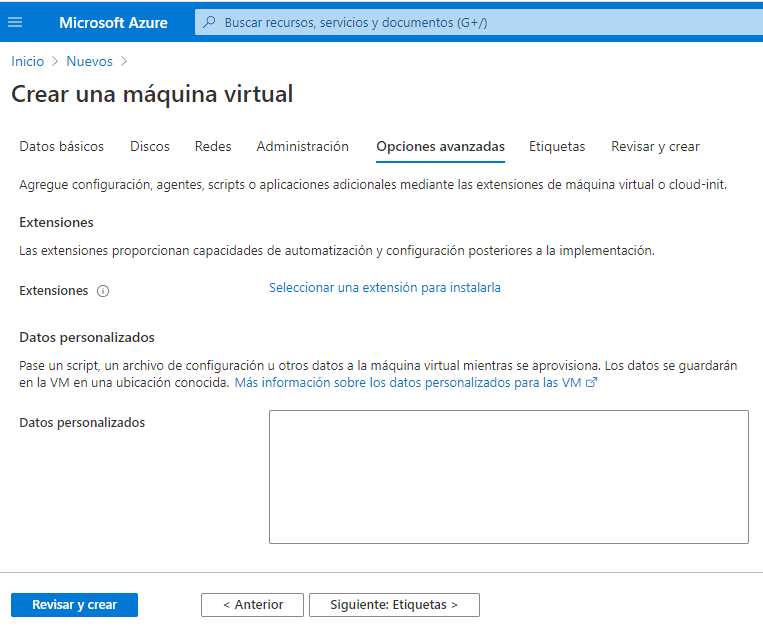 Microsoft Azure
Buscar recursos, servicios y documentos (G+/)
Inicio > Nuevos >
Crear una máquina virtual
Datos básicos Discos Redes Administración Opciones avanzadas Etiquetas Revisar y crear
Agregue configuración, agentes, scripts o aplicaciones adicionales mediante las extensiones de máquina virtual o cloud-init.
Extensiones
Las extensiones proporcionan capacidades de automatización y configuración posteriores a la implementación.
Extensiones
Seleccionar una extensión para instalarla
Datos personalizados
Pase un script, un archivo de configuración u otros datos a la máquina virtual mientras se aprovisiona. Los datos se guardarán
en la VM en una ubicación conocida. Más información sobre los datos personalizados para las VM
Datos personalizados
Revisar y crear
< Anterior
Siguiente: Etiquetas >